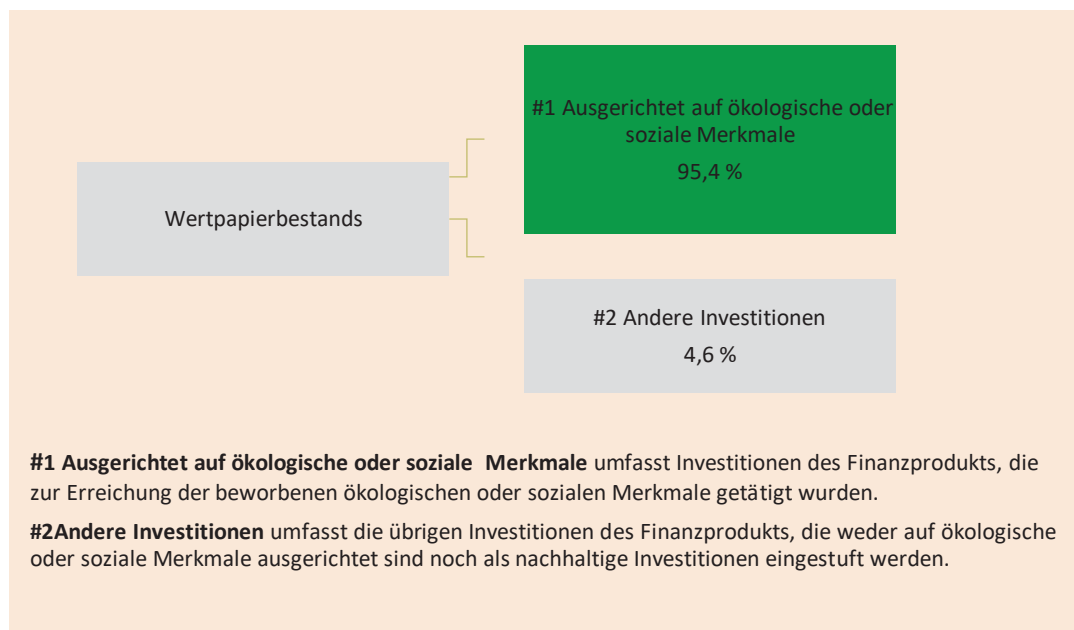 #1 Ausgerichtet auf ökologische oder
soziale Merkmale
95,4 %
Wertpapierbestands
#2 Andere Investitionen
4,6 %
#1 Ausgerichtet auf ökologische oder soziale Merkmale umfasst Investitionen des Finanzprodukts, die
zur Erreichung der beworbenen ökologischen oder sozialen Merkmale getätigt wurden.
#2Andere Investitionen umfasst die übrigen Investitionen des Finanzprodukts, die weder auf ökologische
oder soziale Merkmale ausgerichtet sind noch als nachhaltige Investitionen eingestuft werden.